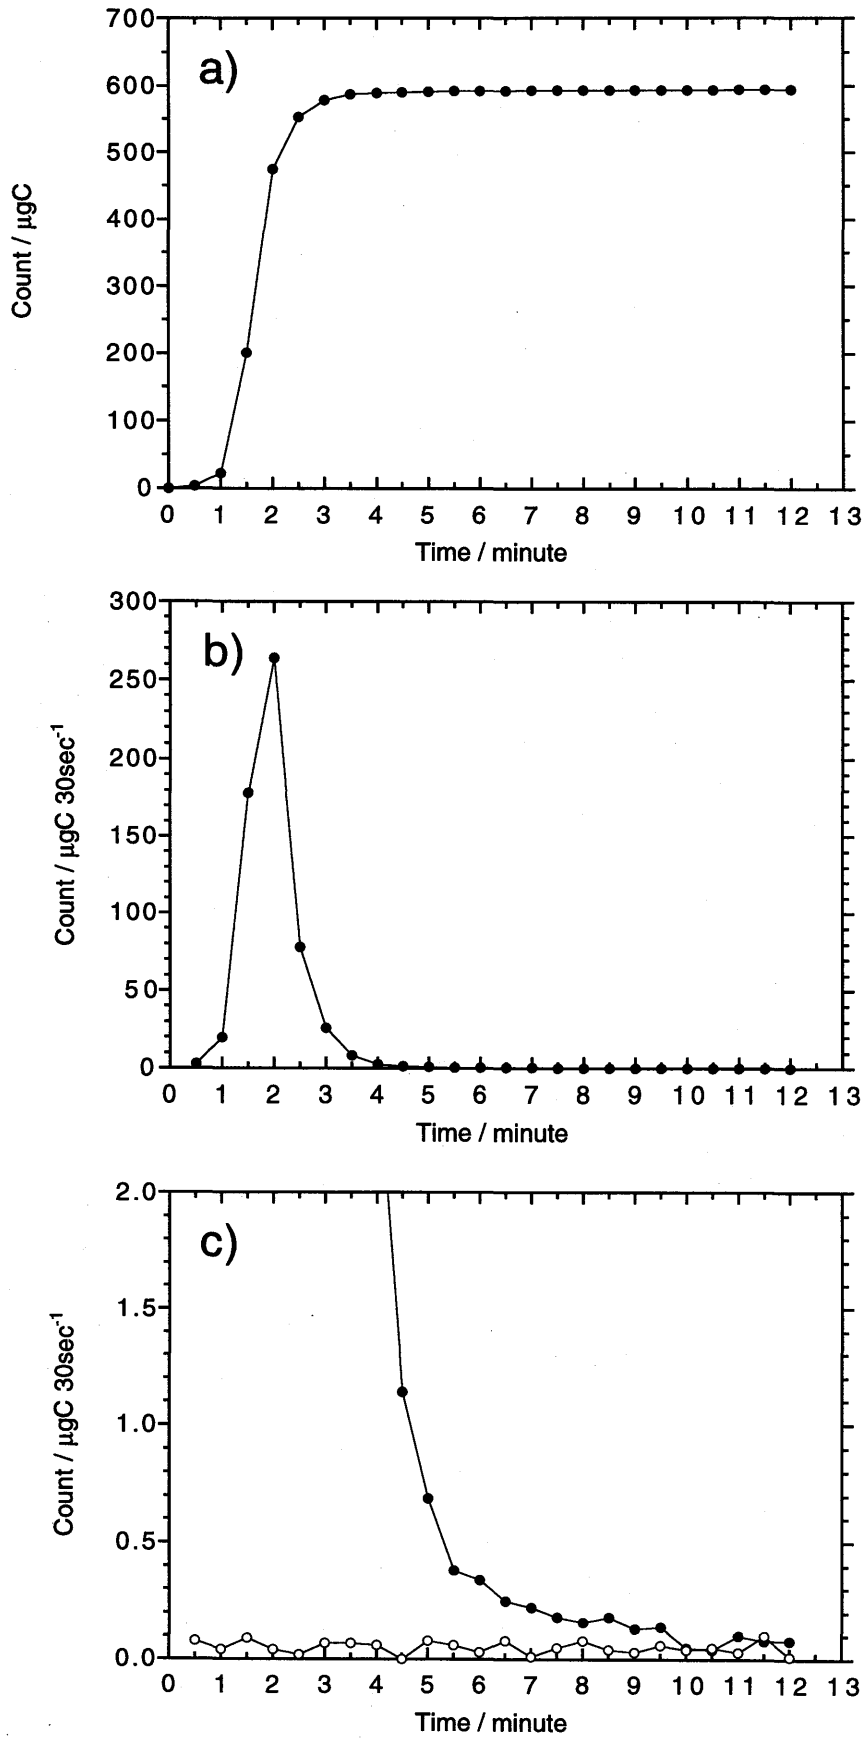 a)
Count / µgC
700
600
500
400
300
200
100
0
0 1 2 3 4 5 6 7 8 9 10 11 12 13
Time / minute
b)
Count / µgC 30sec-1
300
250
200
150
100
50
0
0 1 2 3 4 5 6 7 8 9 10 11 12 13
Time / minute
c)
Count / µgC 30sec-1
2.0
1.5
1.0
0.5
0.0
0 1 2 3 4 5 6 7 8 9 10 11 12 13
Time / minute